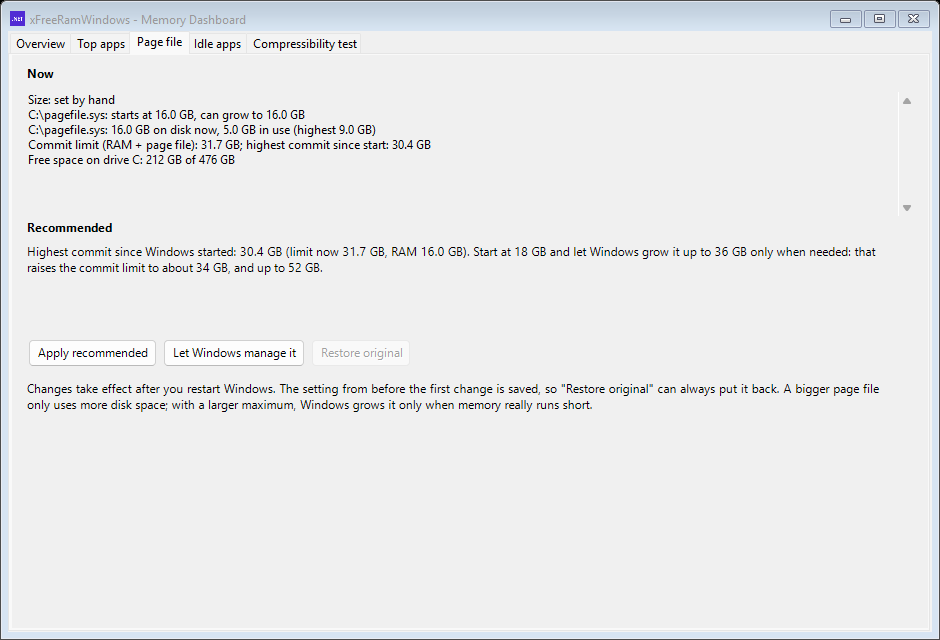 .NET xFreeRamWindows - Memory Dashboard
Overview Top apps Page file Idle apps Compressibility test
Now
Size: set by hand
C:\pagefile.sys: starts at 16.0 GB, can grow to 16.0 GB
C:\pagefile.sys: 16.0 GB on disk now, 5.0 GB in use (highest 9.0 GB)
Commit limit (RAM + page file): 31.7 GB; highest commit since start: 30.4 GB
Free space on drive C: 212 GB of 476 GB
Recommended
Highest commit since Windows started: 30.4 GB (limit now 31.7 GB, RAM 16.0 GB). Start at 18 GB and let Windows grow it up to 36 GB only when needed: that
raises the commit limit to about 34 GB, and up to 52 GB.
Apply recommended Let Windows manage it Restore original
Changes take effect after you restart Windows. The setting from before the first change is saved, so "Restore original" can always put it back. A bigger page file
only uses more disk space; with a larger maximum, Windows grows it only when memory really runs short.